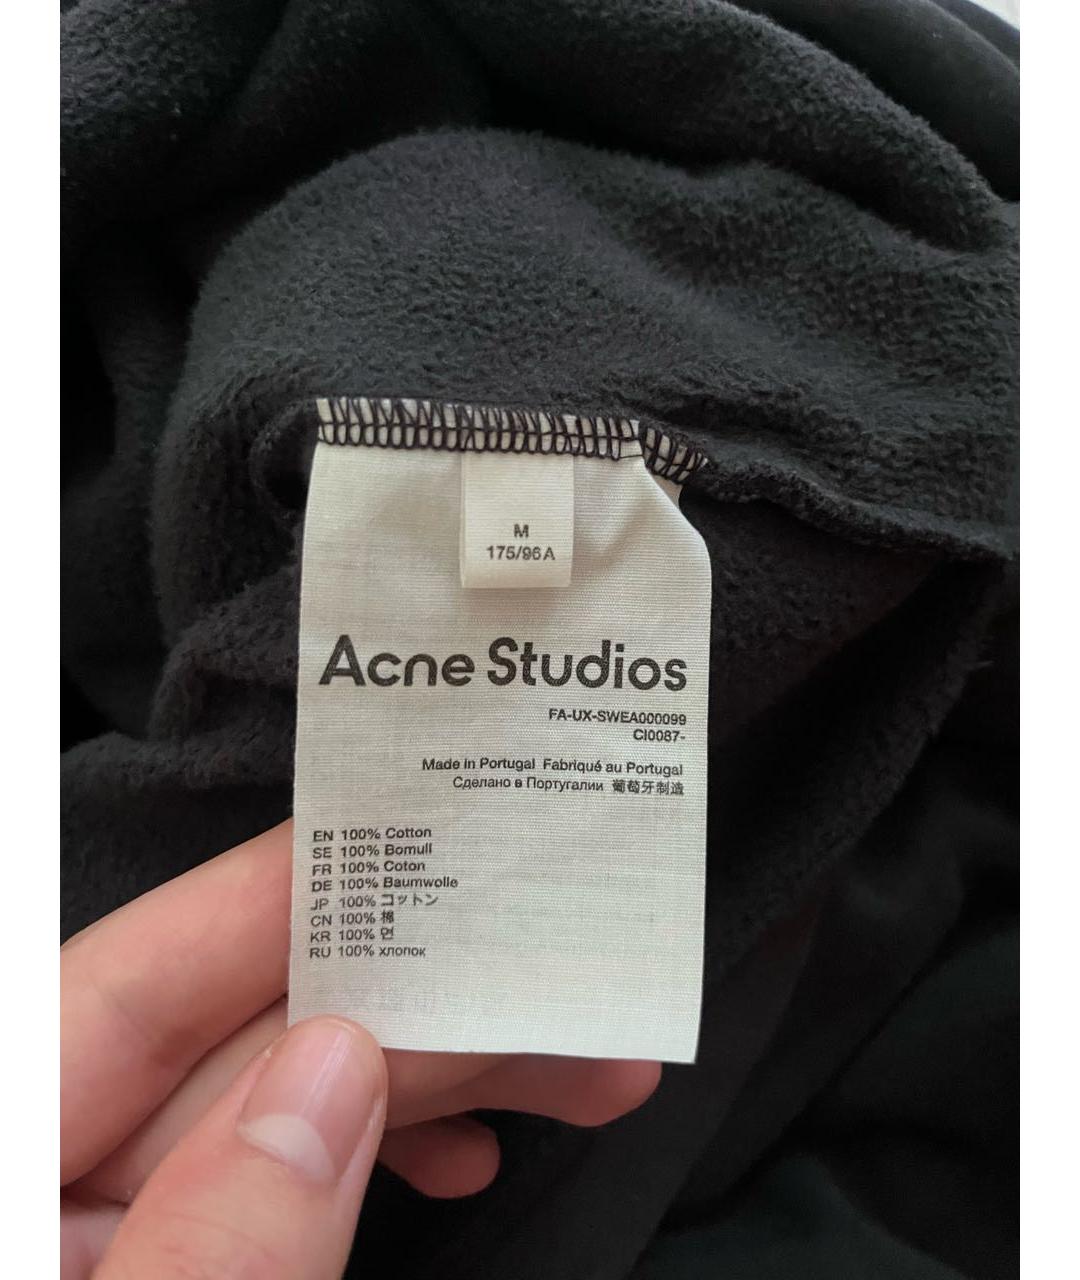 M
175/96A
Acne Studios
FA-UX-SWEA000099
CI0087-
Made in Portugal Fabriqué au Portugal
Сделано в Португалии 葡萄牙制造
EN 100% Cotton
SE 100% Bomull
FR 100% Coton
DE 100% Baumwolle
JP 100% コットン
CN 100% 棉
KR 100% 면
RU 100% хлопок